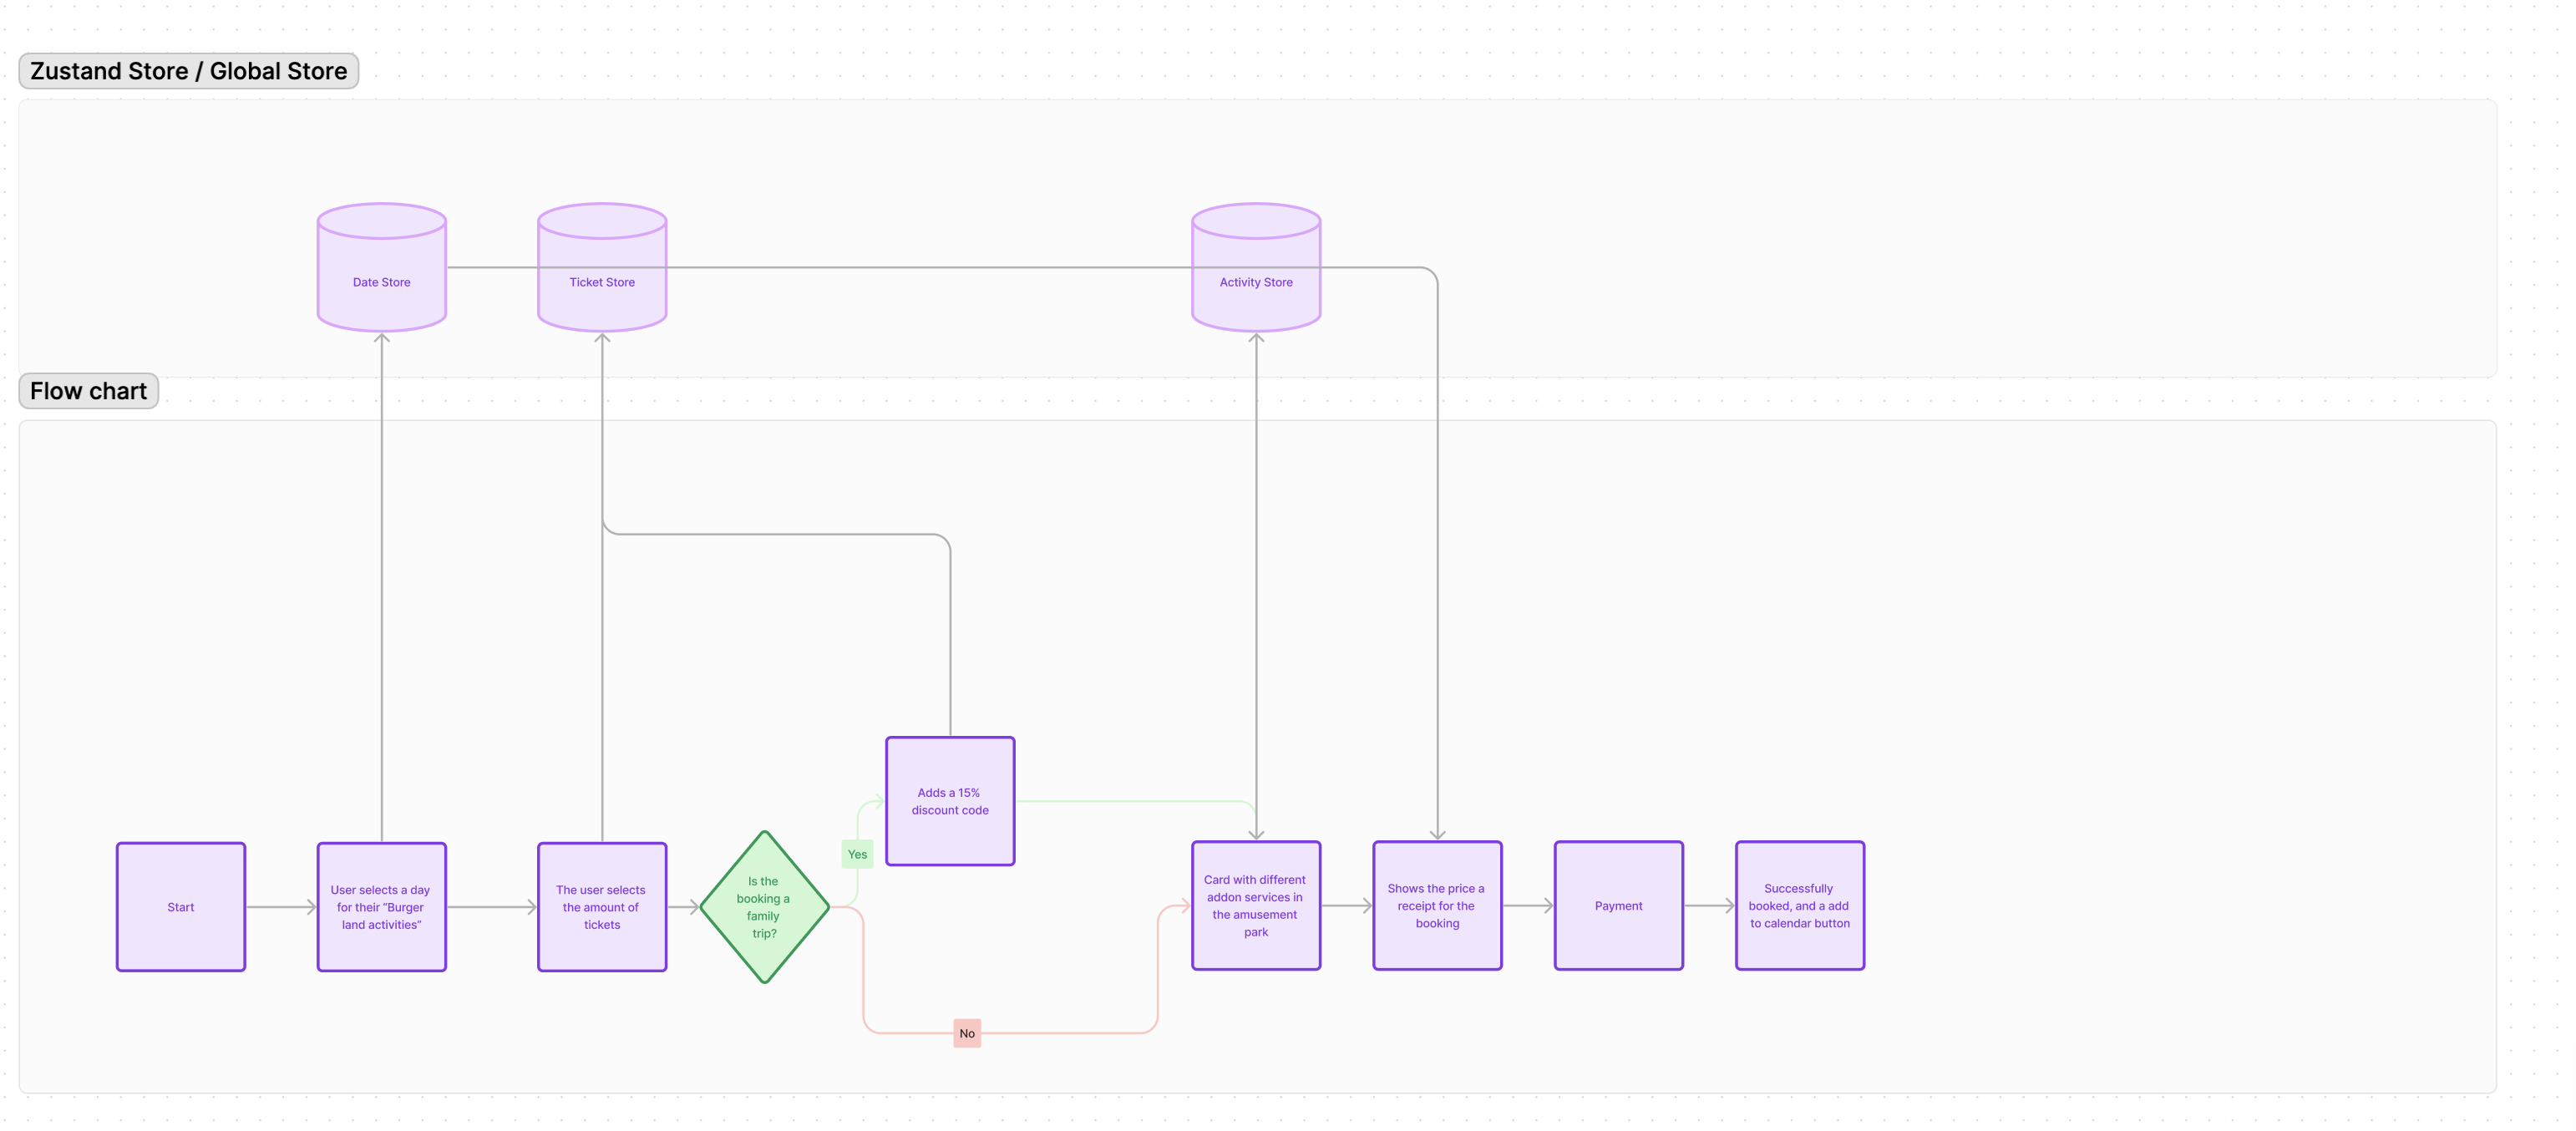 Zustand Store / Global Store
Date Store
Ticket Store
Activity Store
Flow chart
Start
User selects a day
for their "Burger
land activities"
The user selects
the amount of
tickets
Is the
booking a
family
trip?
Yes
Adds a 15%
discount code
No
Card with different
addon services in
the amusement
park
Shows the price a
receipt for the
booking
Payment
Successfully
booked, and a add
to calendar button